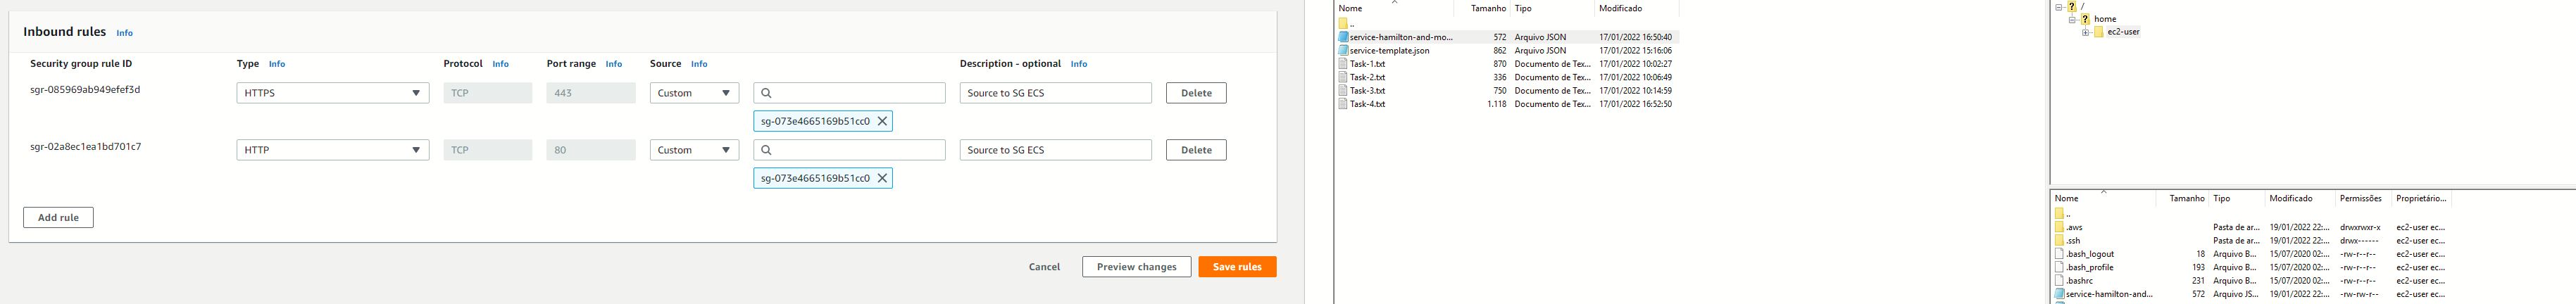 Inbound rules Info
Security group rule ID Type Info Protocol Info Port range Info Source Info Description - optional Info
sgr-085969ab949efef3d HTTPS TCP 443 Custom Source to SG ECS Delete
sg-073e4665169b51cc0
sgr-02a8ec1ea1bd701c7 HTTP TCP 80 Custom Source to SG ECS Delete
sg-073e4665169b51cc0
Add rule
Cancel Preview changes Save rules
Nome Tamanho Tipo Modificado
..
service-hamilton-and-mo... 572 Arquivo JSON 17/01/2022 16:50:40
service-template.json 862 Arquivo JSON 17/01/2022 15:16:06
Task-1.txt 870 Documento de Tex... 17/01/2022 10:02:27
Task-2.txt 336 Documento de Tex... 17/01/2022 10:06:49
Task-3.txt 750 Documento de Tex... 17/01/2022 10:14:59
Task-4.txt 1.118 Documento de Tex... 17/01/2022 16:52:50
/
home
ec2-user
Nome Tamanho Tipo Modificado Permissões Proprietário...
..
.aws Pasta de ar... 19/01/2022 22:... drwxrwxr-x ec2-user ec...
.ssh Pasta de ar... 19/01/2022 22:... drwx------ ec2-user ec...
.bash_logout 18 Arquivo B... 15/07/2020 02:... -rw-r--r-- ec2-user ec...
.bash_profile 193 Arquivo B... 15/07/2020 02:... -rw-r--r-- ec2-user ec...
.bashrc 231 Arquivo B... 15/07/2020 02:... -rw-r--r-- ec2-user ec...
service-hamilton-and... 572 Arquivo JS... 19/01/2022 22:... -rw-rw-r-- ec2-user ec...